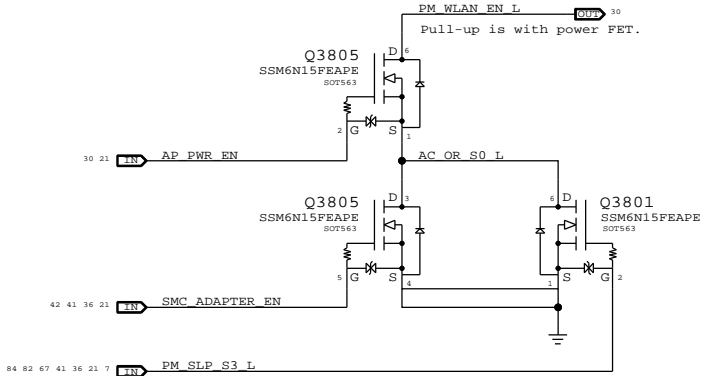 PM_WLAN_EN_L OUT 30
Pull-up is with power FET.
Q3805
SSM6N15FEAPE
SOT563
D 6
2 G S 1
30 21 IN AP_PWR_EN
AC_OR_S0_L
Q3805
SSM6N15FEAPE
SOT563
D 3
5 G S 4
6 D
Q3801
SSM6N15FEAPE
SOT563
1 S G 2
42 41 36 21 IN SMC_ADAPTER_EN
84 82 67 41 36 21 7 IN PM_SLP_S3_L